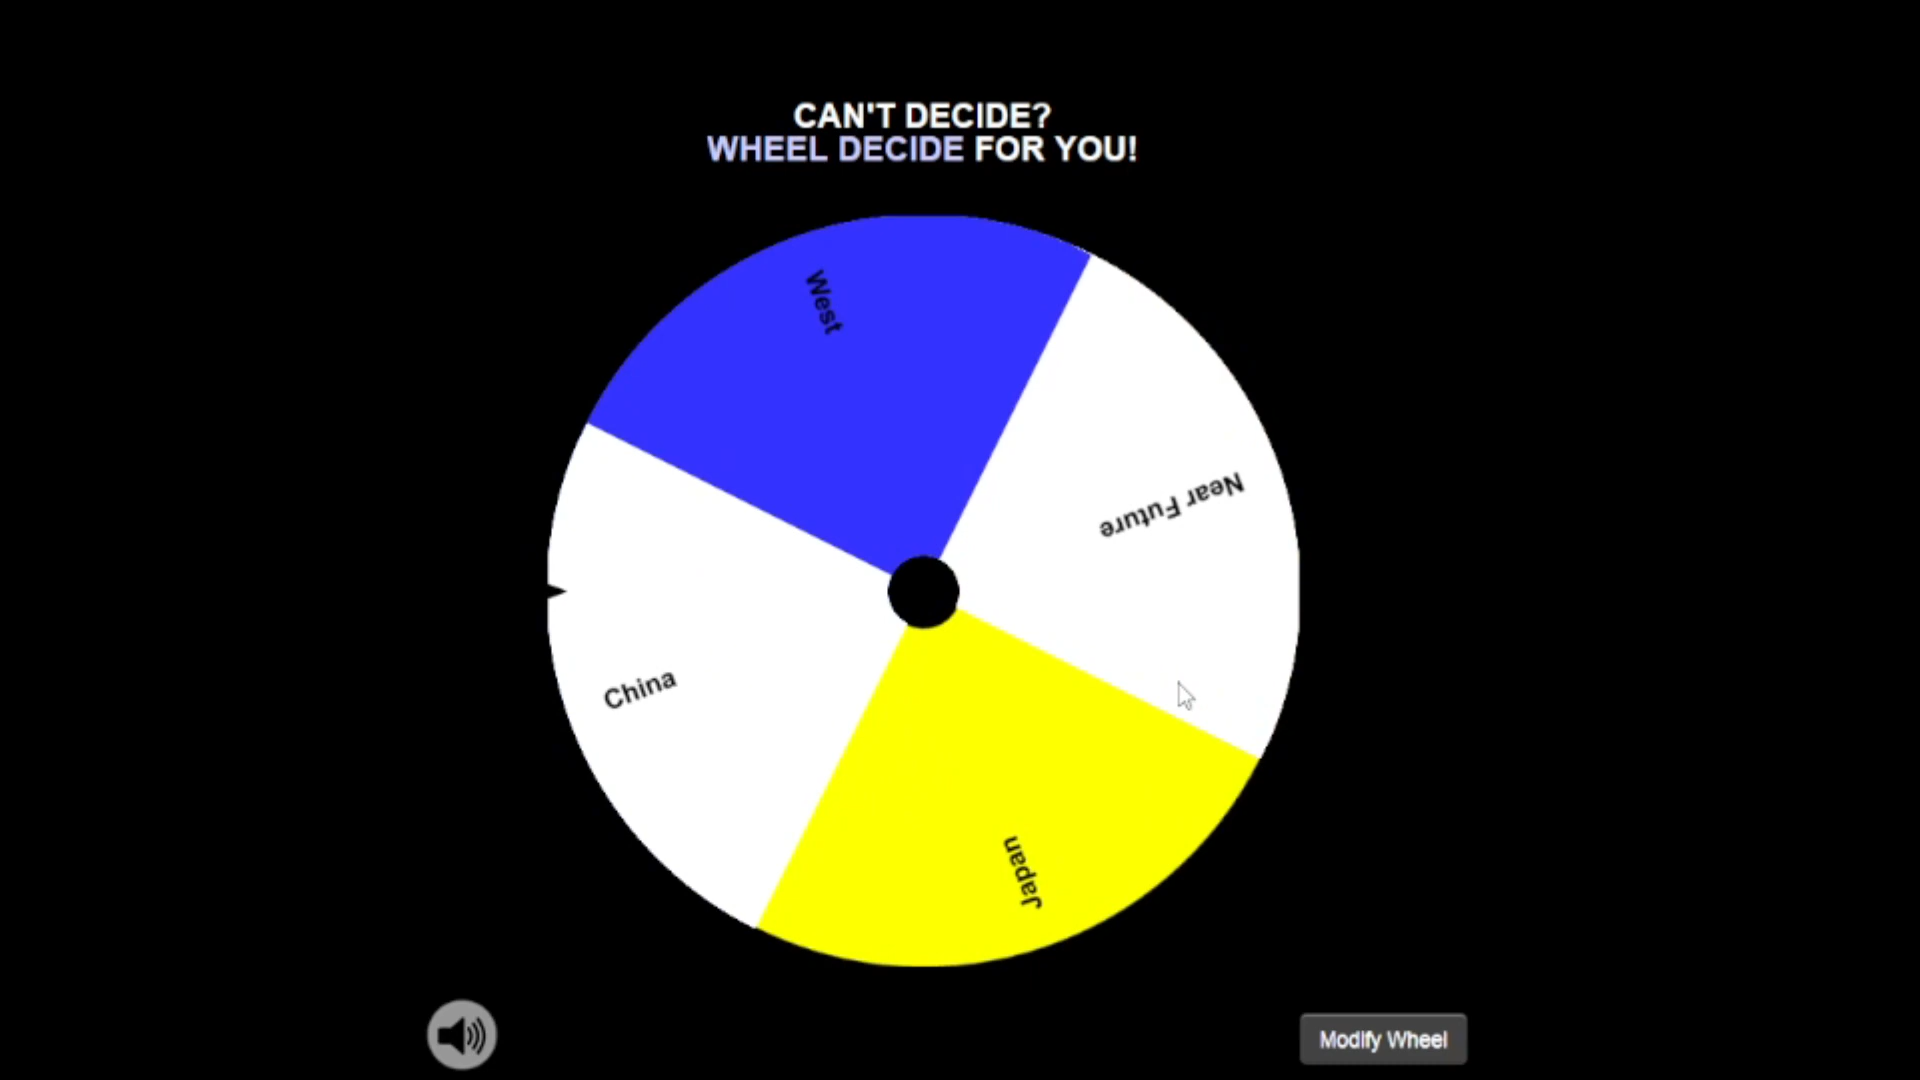 CAN'T DECIDE?
WHEEL DECIDE FOR YOU!
West
Near Future
China
Japan
Modify Wheel